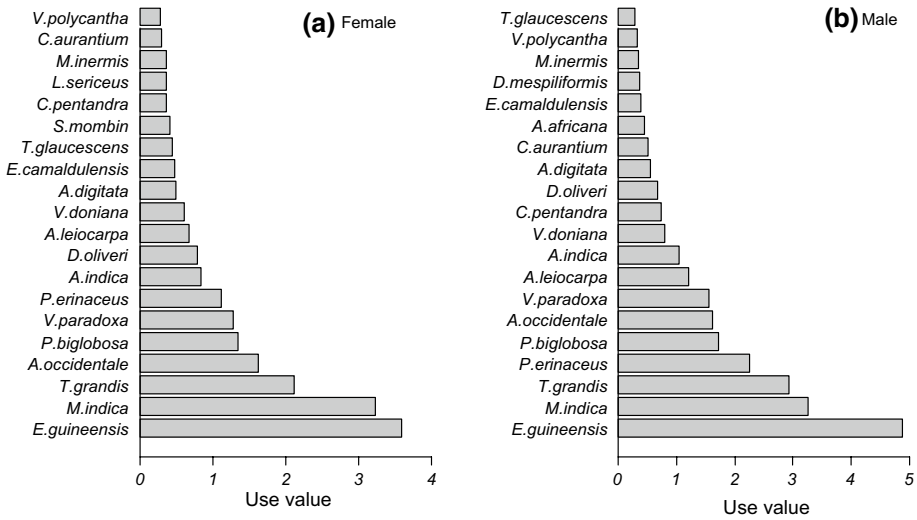 (a) Female
V.polycantha
C.aurantium
M.inermis
L.sericeus
C.pentandra
S.mombin
T.glaucescens
E.camaldulensis
A.digitata
V.doniana
A.leiocarpa
D.oliveri
A.indica
P.erinaceus
V.paradoxa
P.biglobosa
A.occidentale
T.grandis
M.indica
E.guineensis
0 1 2 3 4
Use value
(b) Male
T.glaucescens
V.polycantha
M.inermis
D.mespiliformis
E.camaldulensis
A.africana
C.aurantium
A.digitata
D.oliveri
C.pentandra
V.doniana
A.indica
A.leiocarpa
V.paradoxa
A.occidentale
P.biglobosa
P.erinaceus
T.grandis
M.indica
E.guineensis
0 1 2 3 4 5
Use value